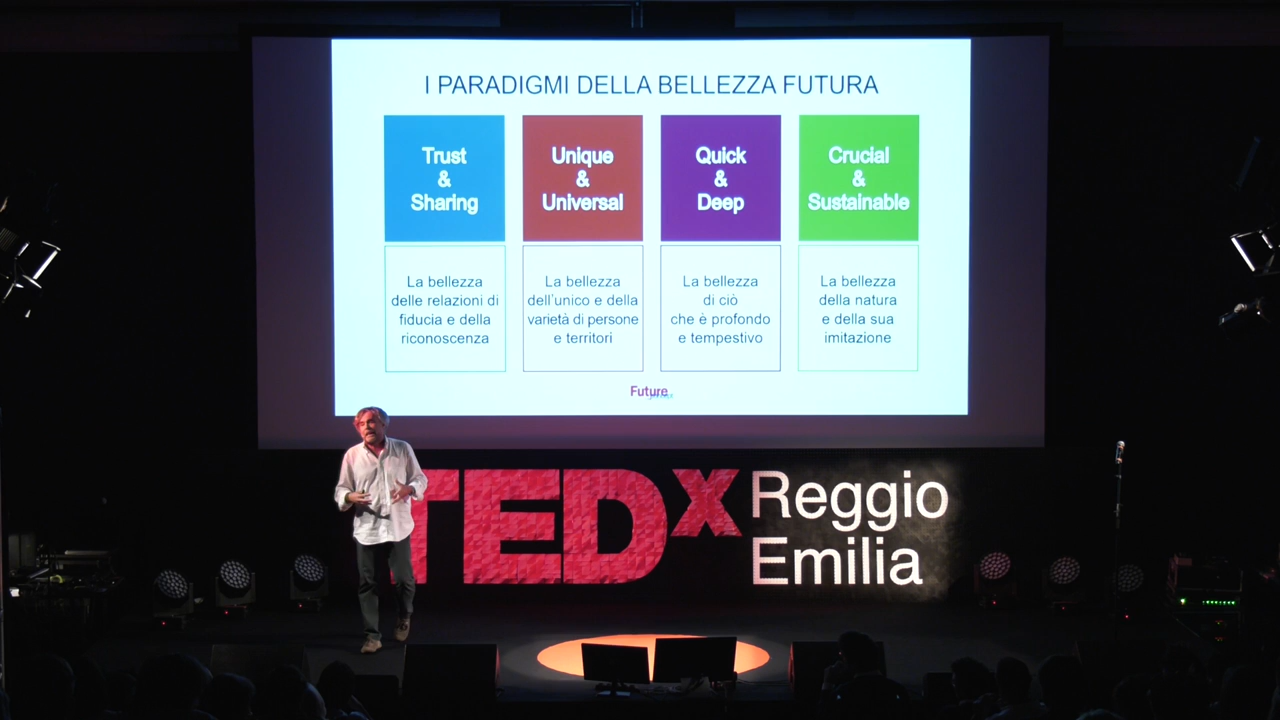 I PARADIGMI DELLA BELLEZZA FUTURA
Trust
&
Sharing
Unique
&
Universal
Quick
&
Deep
Crucial
&
Sustainable
La bellezza
delle relazioni di
fiducia e della
riconoscenza
La bellezza
dell'unico e della
varietà di persone
e territori
La bellezza
di ciò
che è profondo
e tempestivo
La bellezza
della natura
e della sua
imitazione
Future
TEDx
Reggio
Emilia